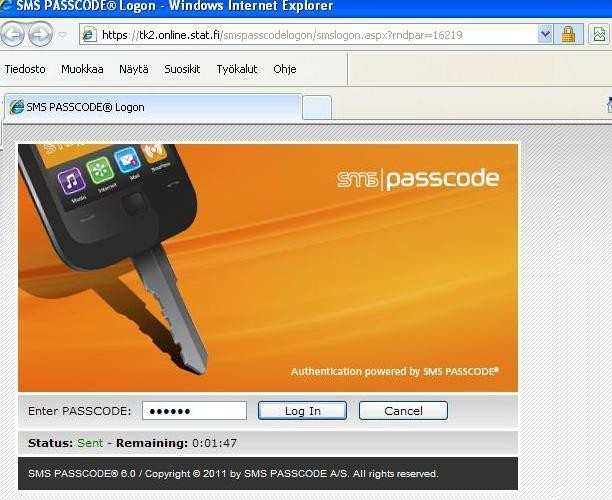 SMS PASSCODE® Logon - Windows Internet Explorer
https://tk2.online.stat.fi/smspasscodelogon/smslogon.aspx?rndpar=16219
Tiedosto Muokkaa Näytä Suosikit Työkalut Ohje
SMS PASSCODE® Logon
Music Internet Mail
sms|passcode
Authentication powered by SMS PASSCODE®
Enter PASSCODE: •••••• Log In Cancel
Status: Sent - Remaining: 0:01:47
SMS PASSCODE® 6.0 / Copyright © 2011 by SMS PASSCODE A/S. All rights reserved.